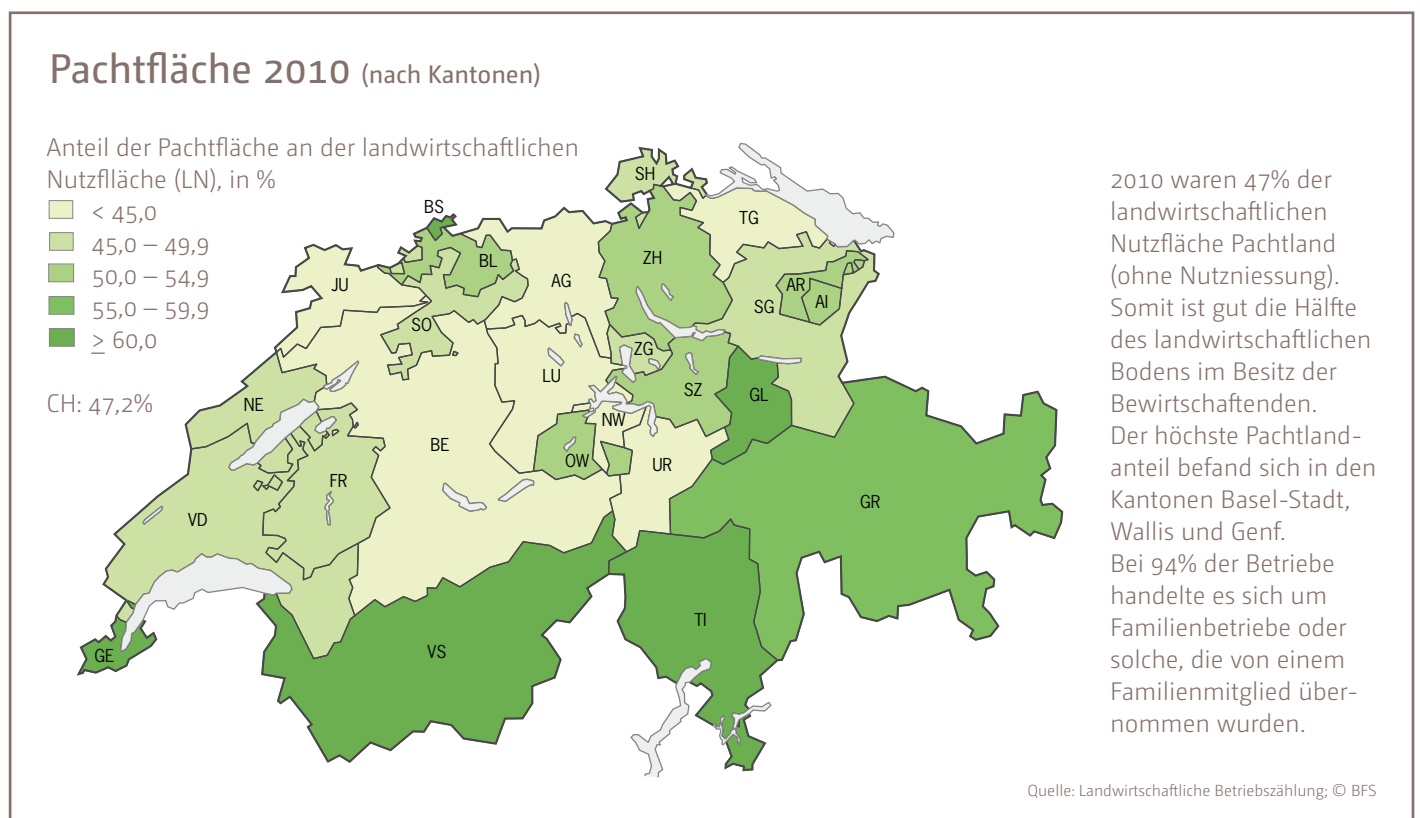 Pachtfläche 2010 (nach Kantonen)
Anteil der Pachtfläche an der landwirtschaftlichen
Nutzflläche (LN), in %
< 45,0
45,0 – 49,9
50,0 – 54,9
55,0 – 59,9
≥ 60,0
CH: 47,2%
SH
BS
TG
BL
ZH
JU
AG
AR
AI
SG
SO
ZG
LU
SZ
GL
NE
NW
BE
OW
UR
FR
GR
VD
TI
VS
GE
2010 waren 47% der
landwirtschaftlichen
Nutzfläche Pachtland
(ohne Nutzniessung).
Somit ist gut die Hälfte
des landwirtschaftlichen
Bodens im Besitz der
Bewirtschaftenden.
Der höchste Pachtland-
anteil befand sich in den
Kantonen Basel-Stadt,
Wallis und Genf.
Bei 94% der Betriebe
handelte es sich um
Familienbetriebe oder
solche, die von einem
Familienmitglied über-
nommen wurden.
Quelle: Landwirtschaftliche Betriebszählung; © BFS